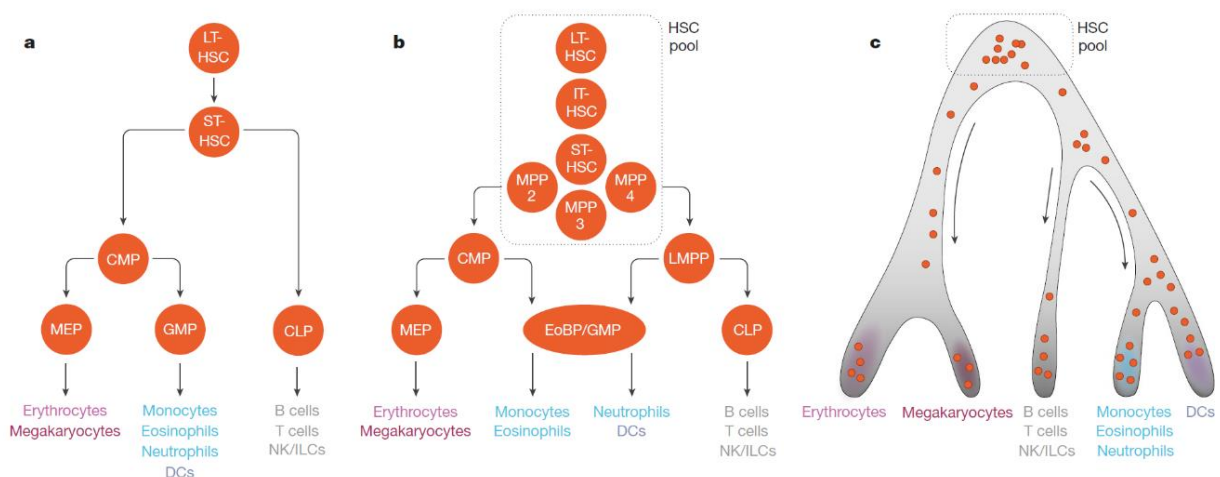 a
LT-
HSC
ST-
HSC
CMP
MEP
GMP
CLP
Erythrocytes
Megakaryocytes
Monocytes
Eosinophils
Neutrophils
DCs
B cells
T cells
NK/ILCs
b
HSC
pool
LT-
HSC
IT-
HSC
ST-
HSC
MPP
2
MPP
3
MPP
4
CMP
LMPP
MEP
EoBP/GMP
CLP
Erythrocytes
Megakaryocytes
Monocytes
Eosinophils
Neutrophils
DCs
B cells
T cells
NK/ILCs
c
HSC
pool
Erythrocytes
Megakaryocytes
B cells
T cells
NK/ILCs
Monocytes
Eosinophils
Neutrophils
DCs